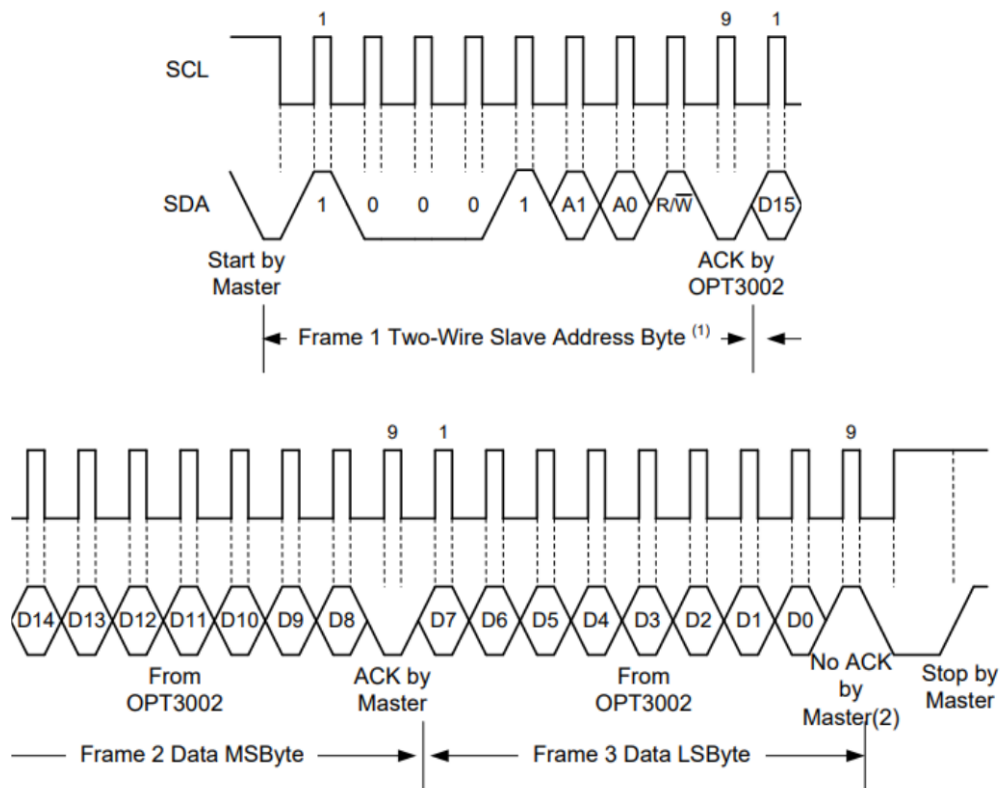 1 9 1
SCL
SDA 1 0 0 0 1 A1 A0 R/W̅ D15
Start by
Master
ACK by
OPT3002
Frame 1 Two-Wire Slave Address Byte (1)
9 1 9
D14 D13 D12 D11 D10 D9 D8 D7 D6 D5 D4 D3 D2 D1 D0
From
OPT3002
ACK by
Master
From
OPT3002
No ACK
by
Master(2)
Stop by
Master
Frame 2 Data MSByte
Frame 3 Data LSByte